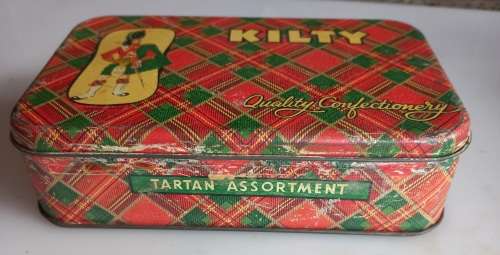 KILTY
Quality Confectionery
TARTAN ASSORTMENT